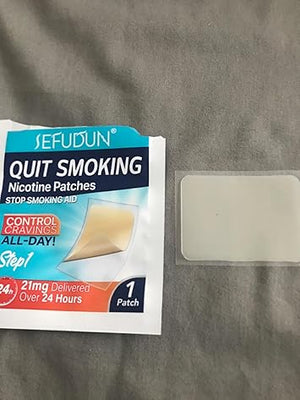 SEFUDUN®
QUIT SMOKING
Nicotine Patches
STOP SMOKING AID
CONTROL
CRAVINGS
ALL-DAY!
Step1
24h
21mg Delivered
Over 24 Hours
1
Patch